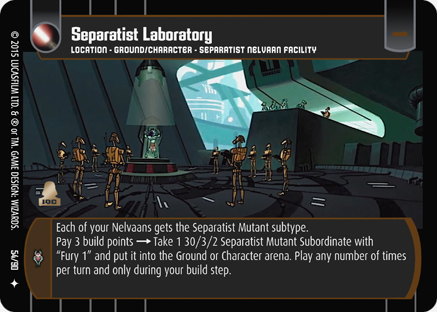 Separatist Laboratory
LOCATION - GROUND/CHARACTER - SEPARATIST NELVAAN FACILITY
Each of your Nelvaans gets the Separatist Mutant subtype.
Pay 3 build points → Take 1 30/3/2 Separatist Mutant Subordinate with
“Fury 1” and put it into the Ground or Character arena. Play any number of times
per turn and only during your build step.
© 2015 LUCASFILM LTD. & ® or TM. GAME DESIGN: WIZARDS.
54/90